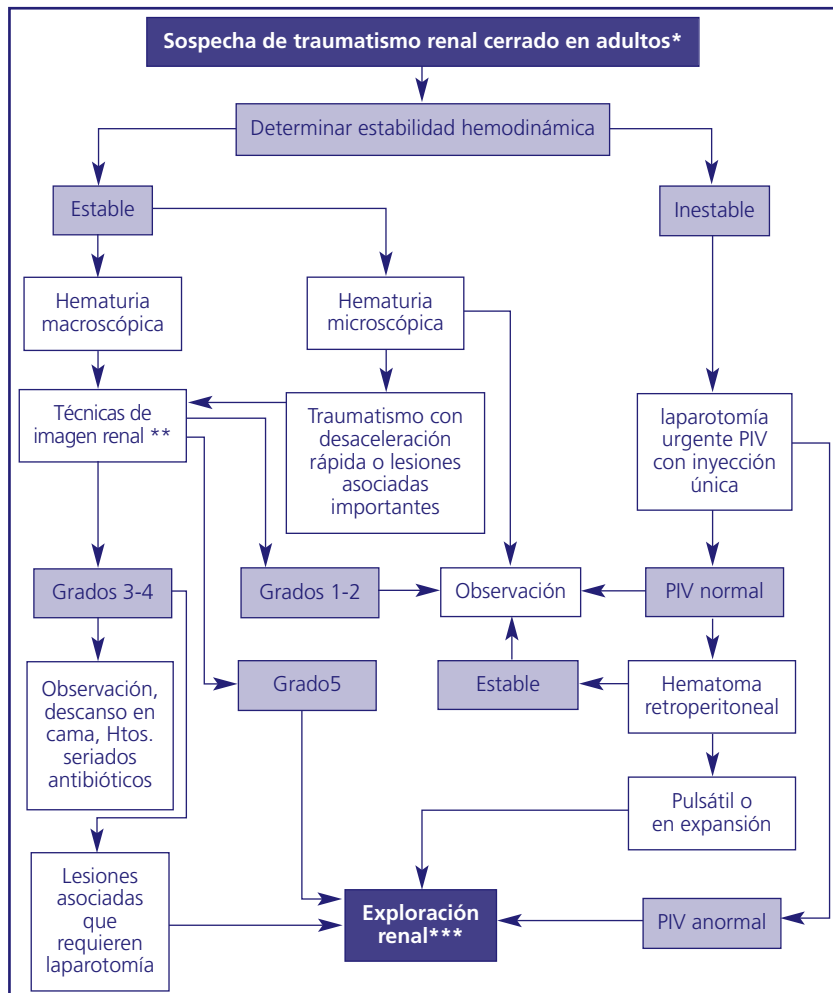 Sospecha de traumatismo renal cerrado en adultos*
Determinar estabilidad hemodinámica
Estable
Inestable
Hematuria
macroscópica
Hematuria
microscópica
Técnicas de
imagen renal **
Traumatismo con
desaceleración
rápida o lesiones
asociadas
importantes
laparotomía
urgente PIV
con inyección
única
Grados 3-4
Grados 1-2
Observación
PIV normal
Observación,
descanso en
cama, Htos.
seriados
antibióticos
Grado5
Estable
Hematoma
retroperitoneal
Pulsátil o
en expansión
Lesiones
asociadas
que
requieren
laparotomía
Exploración
renal***
PIV anormal